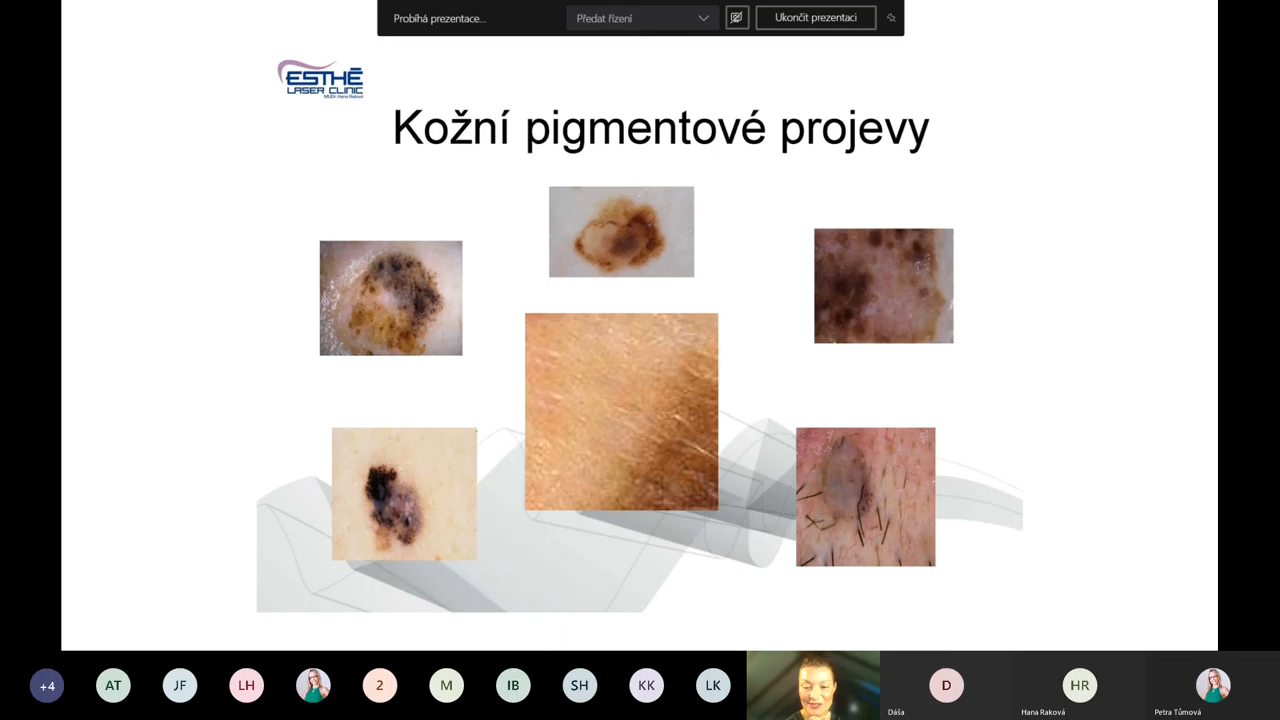 Probíhá prezentace...
Předat řízení
Ukončit prezentaci
ESTHĒ
LASER CLINIC
MUDr. Hana Raková
Kožní pigmentové projevy
+4
AT
JF
LH
2
M
IB
SH
KK
LK
D
HR
Dáša
Hana Raková
Petra Tůmová